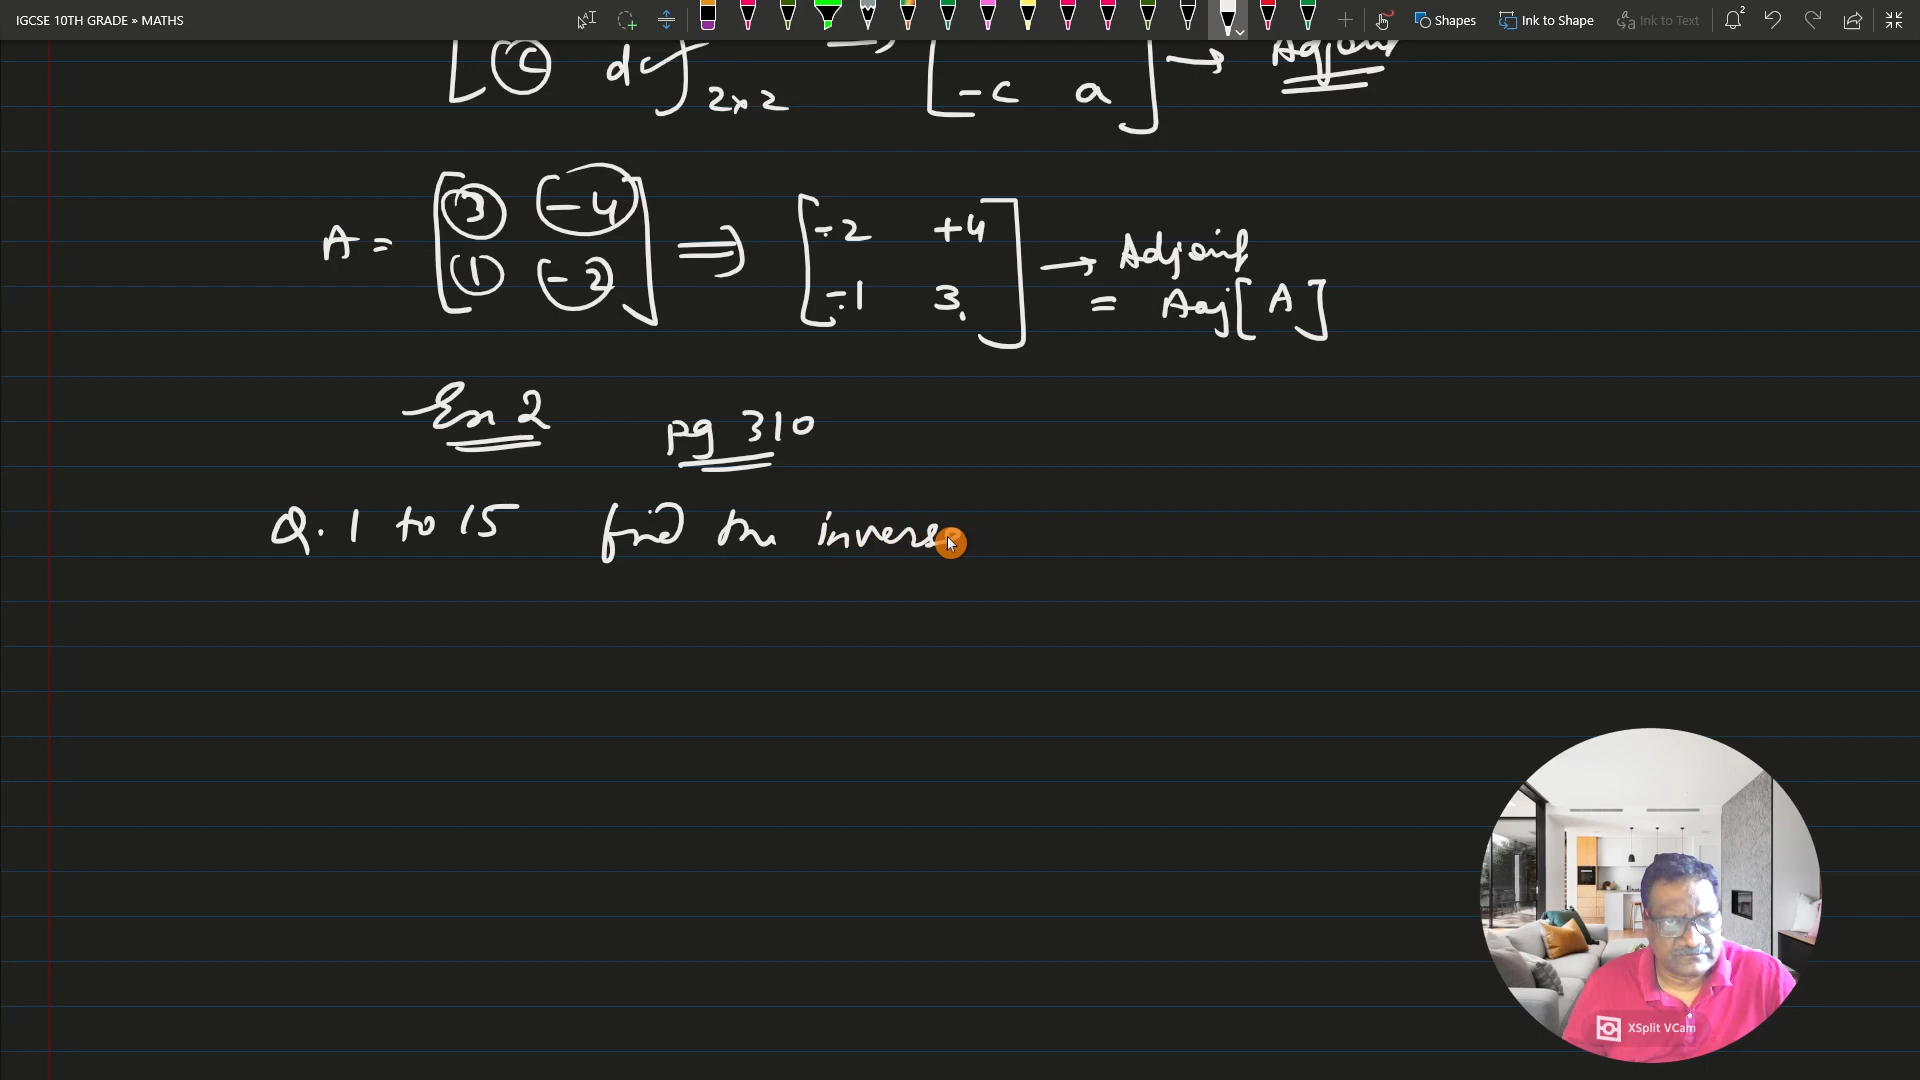 IGCSE 10TH GRADE » MATHS
Shapes Ink to Shape Ink to Text 2
c d 2x2 ⇒ -c a → Adjoint
A = [3 -4 ⇒ [-2 +4 → Adjoint
1 -2] -1 3] = Adj[A]
Ex 2 pg 310
Q. 1 to 15 find the inverse
XSplit VCam